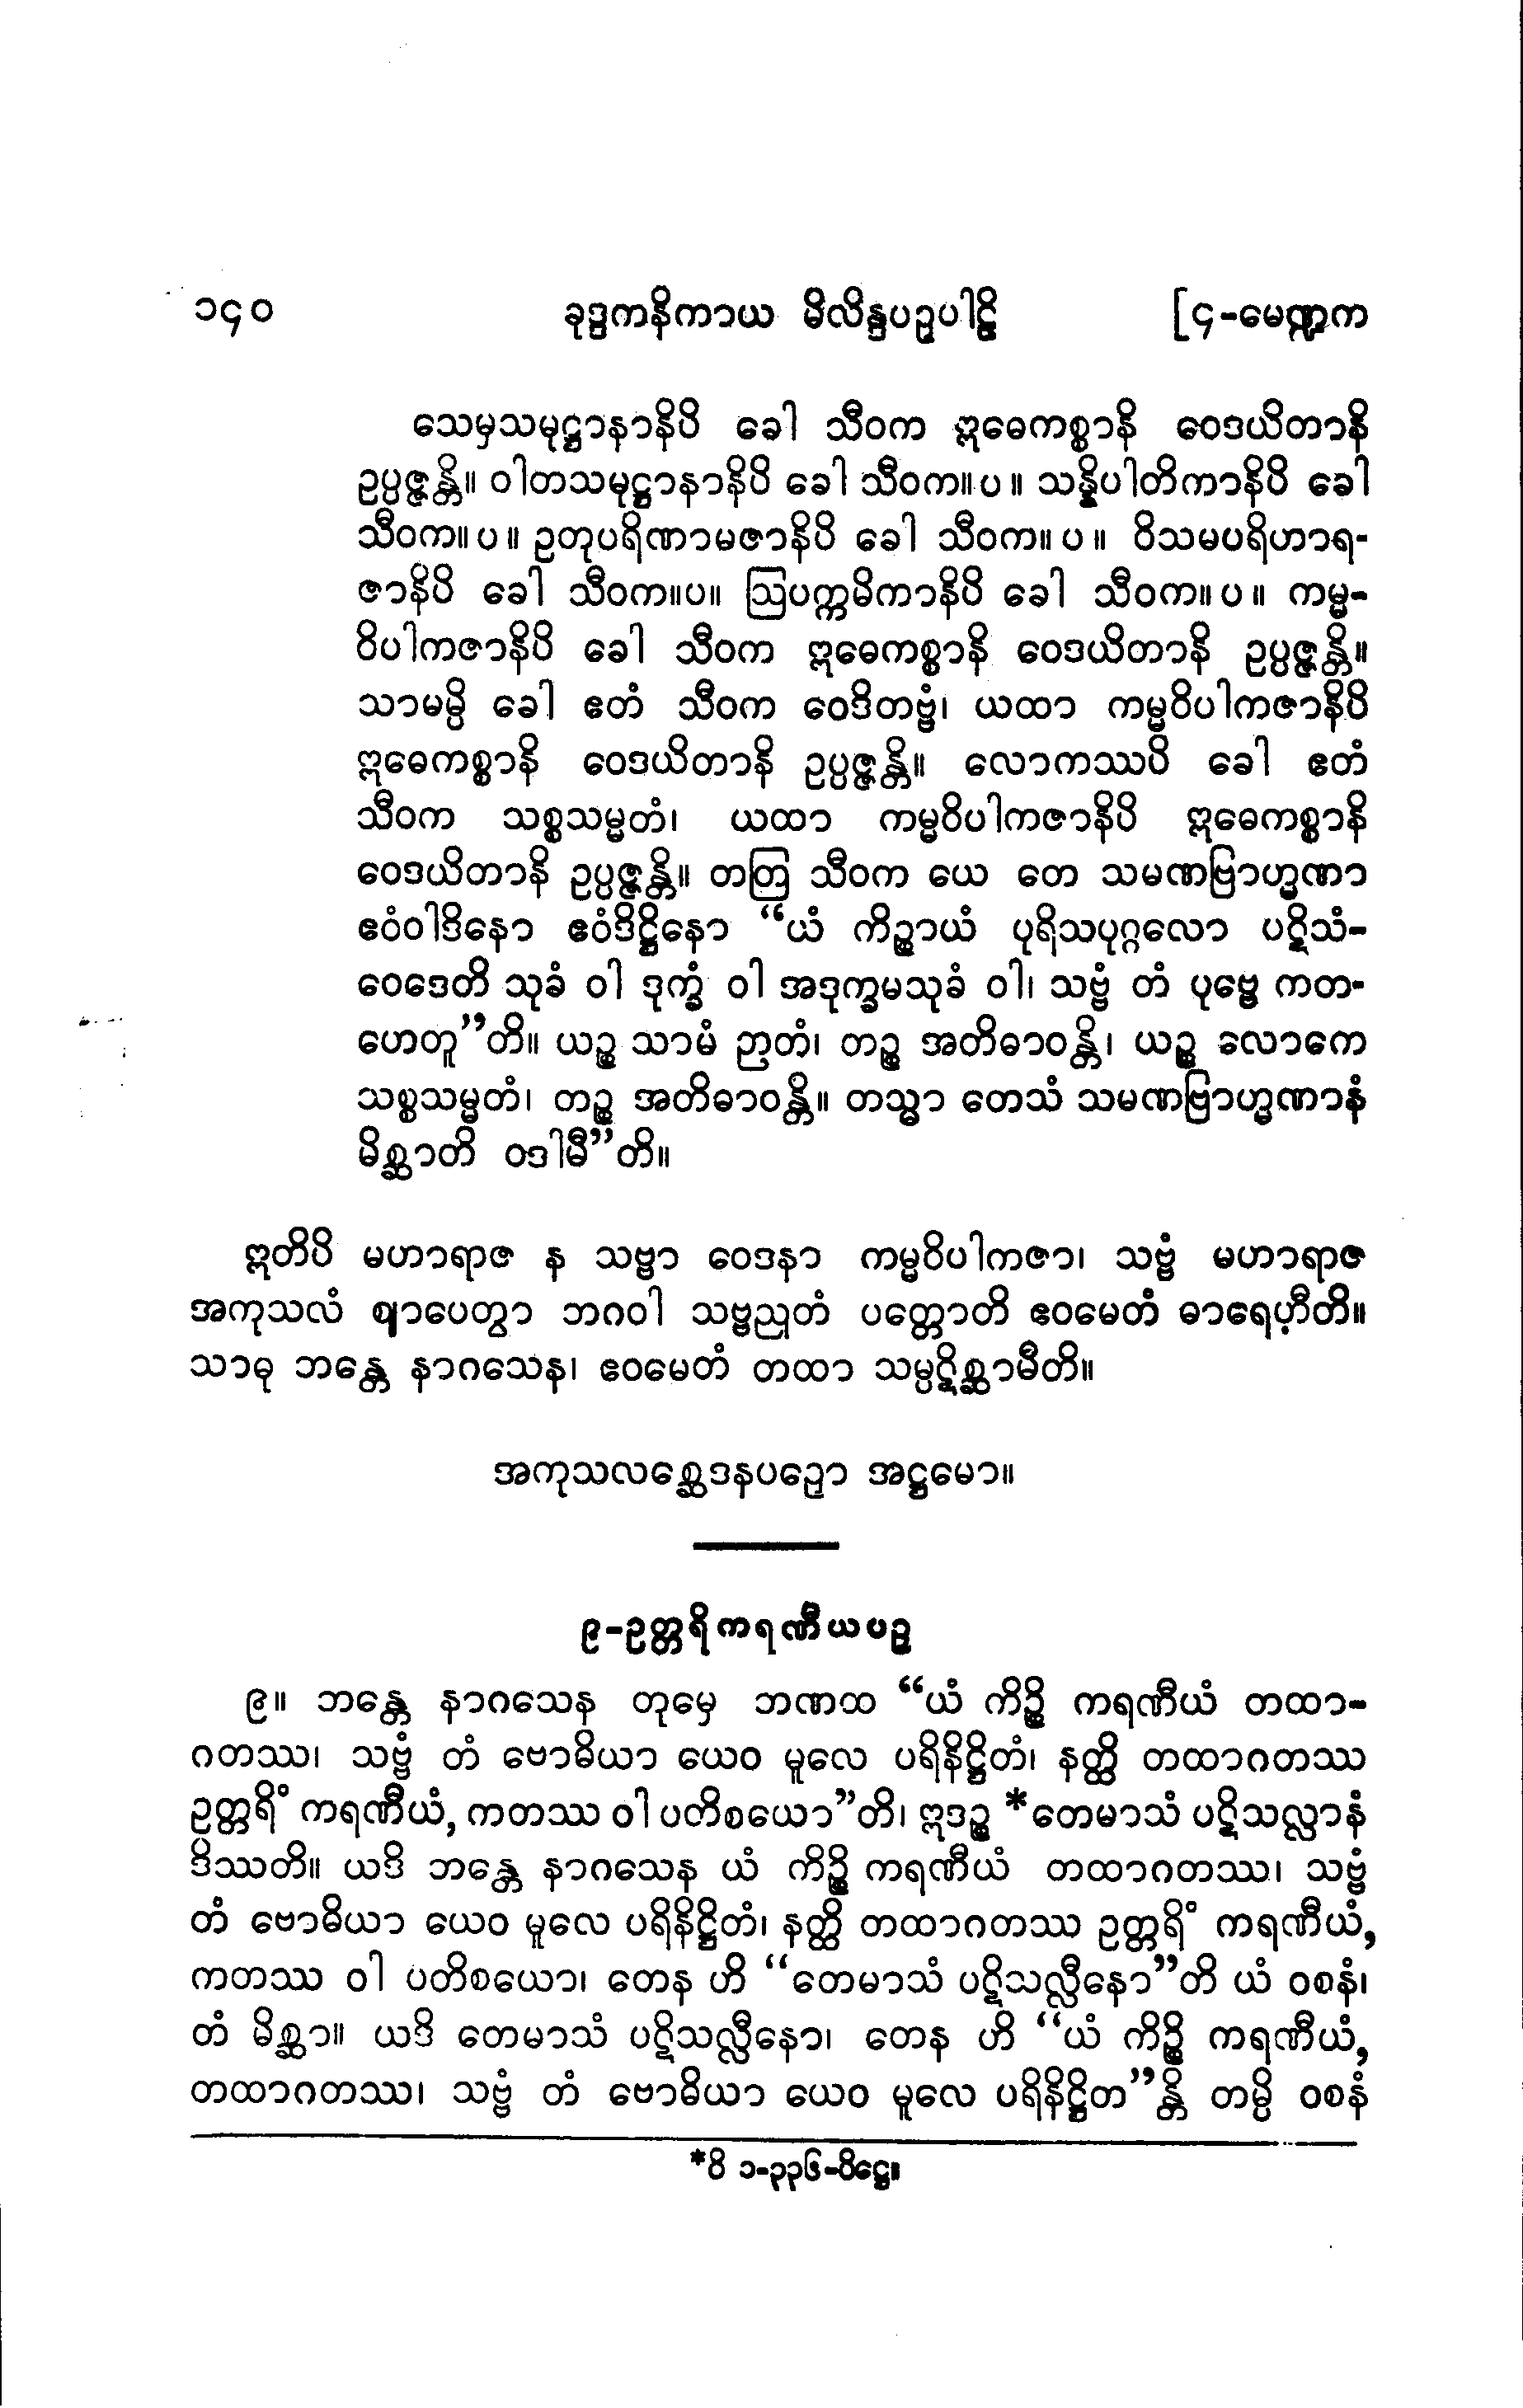 ၁၄၀ ခုဒ္ဒကနိကာယ မိလိန္ဒပဉှပါဠိ [၄-မေဏ္ဍက
သေမှသမုဋ္ဌာနာနိပိ ခေါ သီဝက ဣဓေကစ္စာနိ ဝေဒယိတာနိ
ဥပ္ပဇ္ဇန္တိ။ ဝါတသမုဋ္ဌာနာနိပိ ခေါ သီဝက။ပ။ သန္နိပါတိကာနိပိ ခေါ
သီဝက။ပ။ ဥတုပရိဏာမဇာနိပိ ခေါ သီဝက။ပ။ ဝိသမပရိဟာရ-
ဇာနိပိ ခေါ သီဝက။ပ။ ဩပက္ကမိကာနိပိ ခေါ သီဝက။ပ။ ကမ္မ-
ဝိပါကဇာနိပိ ခေါ သီဝက ဣဓေကစ္စာနိ ဝေဒယိတာနိ ဥပ္ပဇ္ဇန္တိ။
သာမမ္ပိ ခေါ ဧတံ သီဝက ဝေဒိတဗ္ဗံ၊ ယထာ ကမ္မဝိပါကဇာနိပိ
ဣဓေကစ္စာနိ ဝေဒယိတာနိ ဥပ္ပဇ္ဇန္တိ။ လောကဿပိ ခေါ ဧတံ
သီဝက သစ္စသမ္မတံ၊ ယထာ ကမ္မဝိပါကဇာနိပိ ဣဓေကစ္စာနိ
ဝေဒယိတာနိ ဥပ္ပဇ္ဇန္တိ။ တတြ သီဝက ယေ တေ သမဏဗြာဟ္မဏာ
ဧဝံဝါဒိနော ဧဝံဒိဋ္ဌိနော “ယံ ကိဉ္စာယံ ပုရိသပုဂ္ဂလော ပဋိသံ-
ဝေဒေတိ သုခံ ဝါ ဒုက္ခံ ဝါ အဒုက္ခမသုခံ ဝါ၊ သဗ္ဗံ တံ ပုဗ္ဗေ ကတ-
ဟေတူ”တိ။ ယဉ္စ သာမံ ဉာတံ၊ တဉ္စ အတိဓာဝန္တိ၊ ယဉ္စ လောကေ
သစ္စသမ္မတံ၊ တဉ္စ အတိဓာဝန္တိ။ တသ္မာ တေသံ သမဏဗြာဟ္မဏာနံ
မိစ္ဆာတိ ဝဒါမီ”တိ။
ဣတိပိ မဟာရာဇ န သဗ္ဗာ ဝေဒနာ ကမ္မဝိပါကဇာ၊ သဗ္ဗံ မဟာရာဇ
အကုသလံ ဈာပေတွာ ဘဂဝါ သဗ္ဗညုတံ ပတ္တောတိ ဧဝမေတံ ဓာရေဟီတိ။
သာဓု ဘန္တေ နာဂသေန၊ ဧဝမေတံ တထာ သမ္ပဋိစ္ဆာမီတိ။
အကုသလစ္ဆေဒနပဉှော အဋ္ဌမော။
၉-ဥတ္တရိကရဏီယပဉှ
၉။ ဘန္တေ နာဂသေန တုမှေ ဘဏထ “ယံ ကိဉ္စိ ကရဏီယံ တထာ-
ဂတဿ၊ သဗ္ဗံ တံ ဗောဓိယာ ယေဝ မူလေ ပရိနိဋ္ဌိတံ၊ နတ္ထိ တထာဂတဿ
ဥတ္တရိံ ကရဏီယံ, ကတဿ ဝါ ပတိစယော”တိ၊ ဣဒဉ္စ *တေမာသံ ပဋိသလ္လာနံ
ဒိဿတိ။ ယဒိ ဘန္တေ နာဂသေန ယံ ကိဉ္စိ ကရဏီယံ တထာဂတဿ၊ သဗ္ဗံ
တံ ဗောဓိယာ ယေဝ မူလေ ပရိနိဋ္ဌိတံ၊ နတ္ထိ တထာဂတဿ ဥတ္တရိံ ကရဏီယံ,
ကတဿ ဝါ ပတိစယော၊ တေန ဟိ “တေမာသံ ပဋိသလ္လီနော”တိ ယံ ဝစနံ၊
တံ မိစ္ဆာ။ ယဒိ တေမာသံ ပဋိသလ္လီနော၊ တေန ဟိ “ယံ ကိဉ္စိ ကရဏီယံ,
တထာဂတဿ၊ သဗ္ဗံ တံ ဗောဓိယာ ယေဝ မူလေ ပရိနိဋ္ဌိတ”န္တိ တမ္ပိ ဝစနံ
*ဝိ ၁-၃၃၆-ပိဋ္ဌေ။